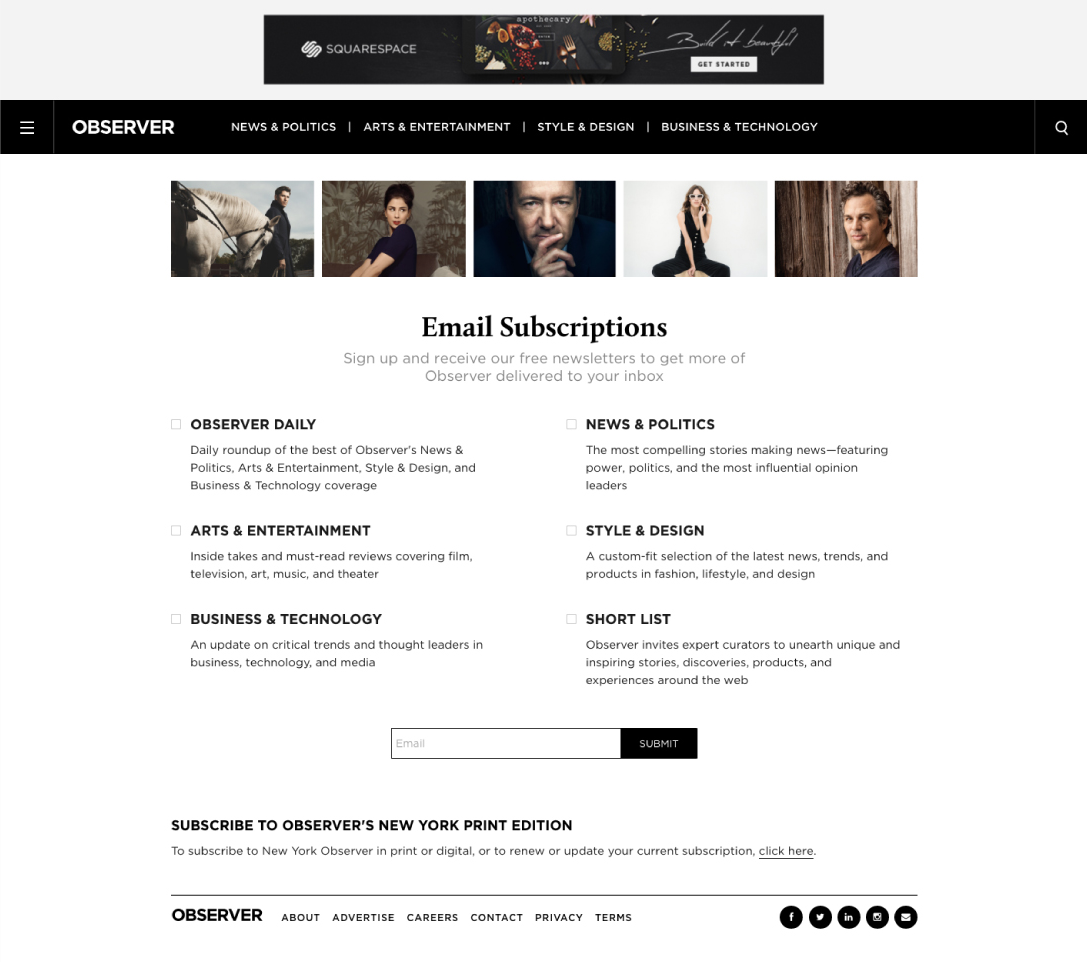 apothecary
SQUARESPACE
Build it beautiful
GET STARTED
OBSERVER
NEWS & POLITICS | ARTS & ENTERTAINMENT | STYLE & DESIGN | BUSINESS & TECHNOLOGY
Email Subscriptions
Sign up and receive our free newsletters to get more of
Observer delivered to your inbox
OBSERVER DAILY
Daily roundup of the best of Observer's News &
Politics, Arts & Entertainment, Style & Design, and
Business & Technology coverage
NEWS & POLITICS
The most compelling stories making news—featuring
power, politics, and the most influential opinion
leaders
ARTS & ENTERTAINMENT
Inside takes and must-read reviews covering film,
television, art, music, and theater
STYLE & DESIGN
A custom-fit selection of the latest news, trends, and
products in fashion, lifestyle, and design
BUSINESS & TECHNOLOGY
An update on critical trends and thought leaders in
business, technology, and media
SHORT LIST
Observer invites expert curators to unearth unique and
inspiring stories, discoveries, products, and
experiences around the web
Email
SUBMIT
SUBSCRIBE TO OBSERVER'S NEW YORK PRINT EDITION
To subscribe to New York Observer in print or digital, or to renew or update your current subscription, click here.
OBSERVER ABOUT ADVERTISE CAREERS CONTACT PRIVACY TERMS